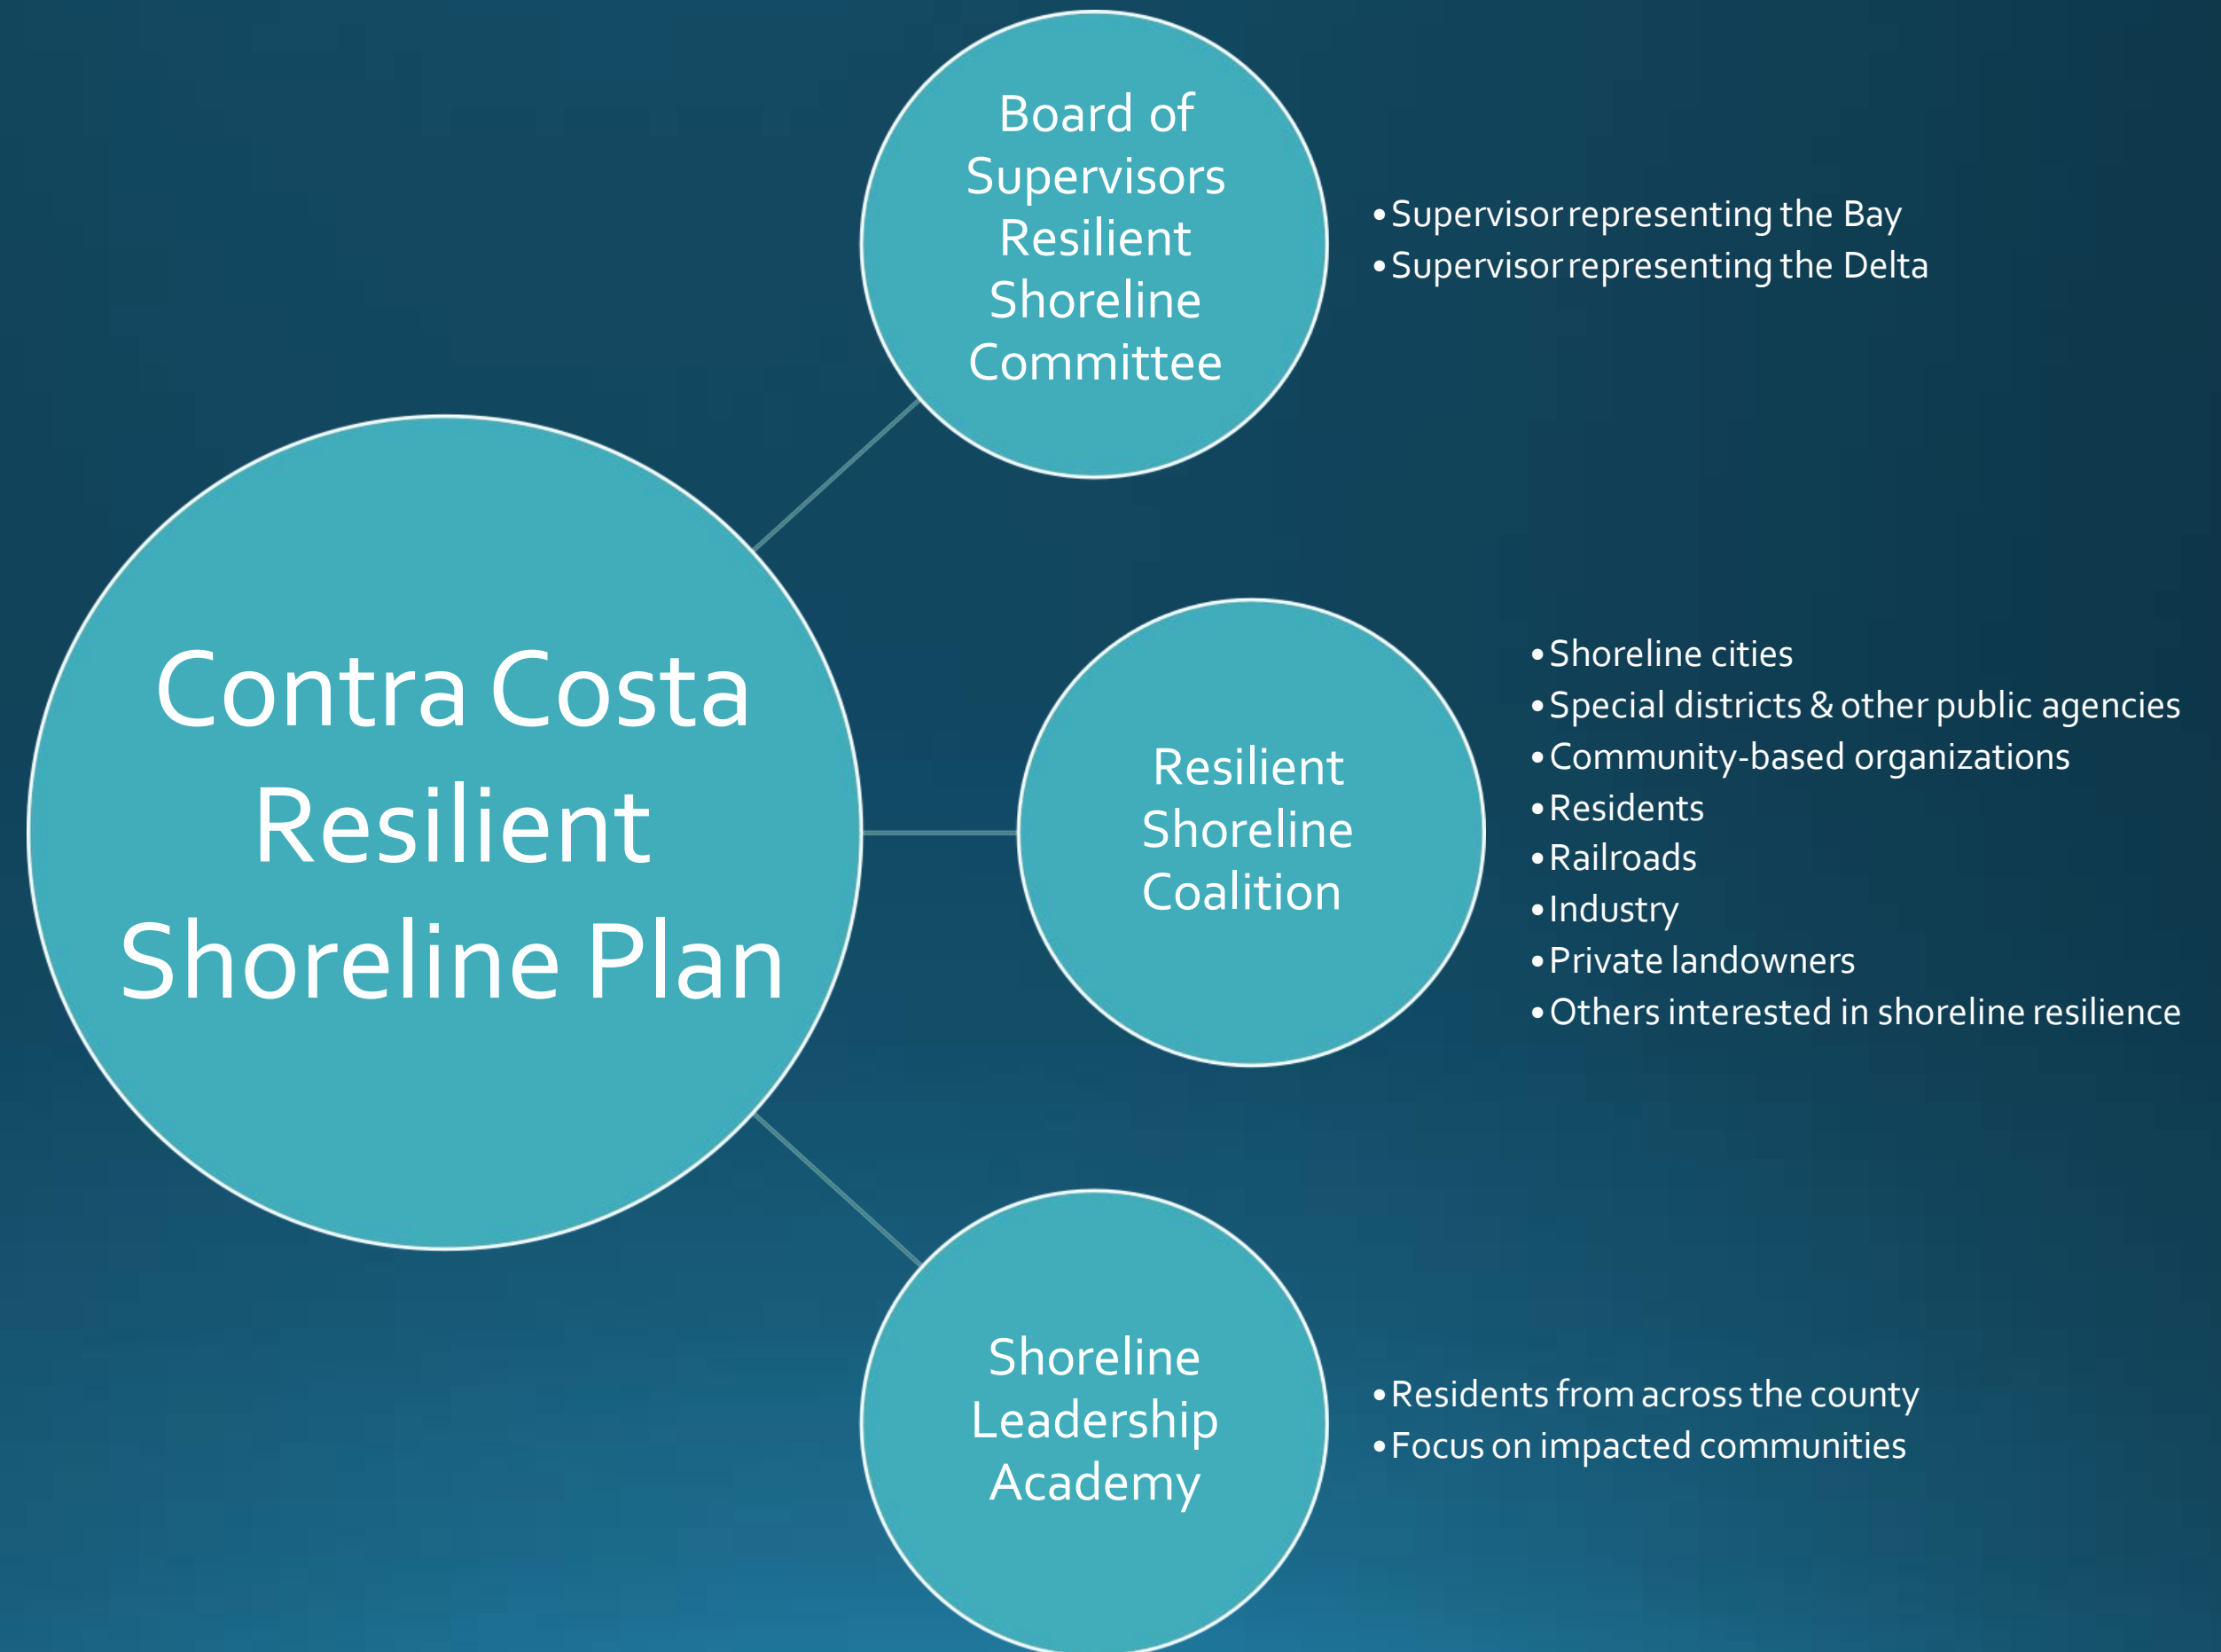 Contra Costa
Resilient
Shoreline Plan
Board of
Supervisors
Resilient
Shoreline
Committee
•Supervisor representing the Bay
•Supervisor representing the Delta
Resilient
Shoreline
Coalition
•Shoreline cities
•Special districts & other public agencies
•Community-based organizations
•Residents
•Railroads
•Industry
•Private landowners
•Others interested in shoreline resilience
Shoreline
Leadership
Academy
•Residents from across the county
•Focus on impacted communities